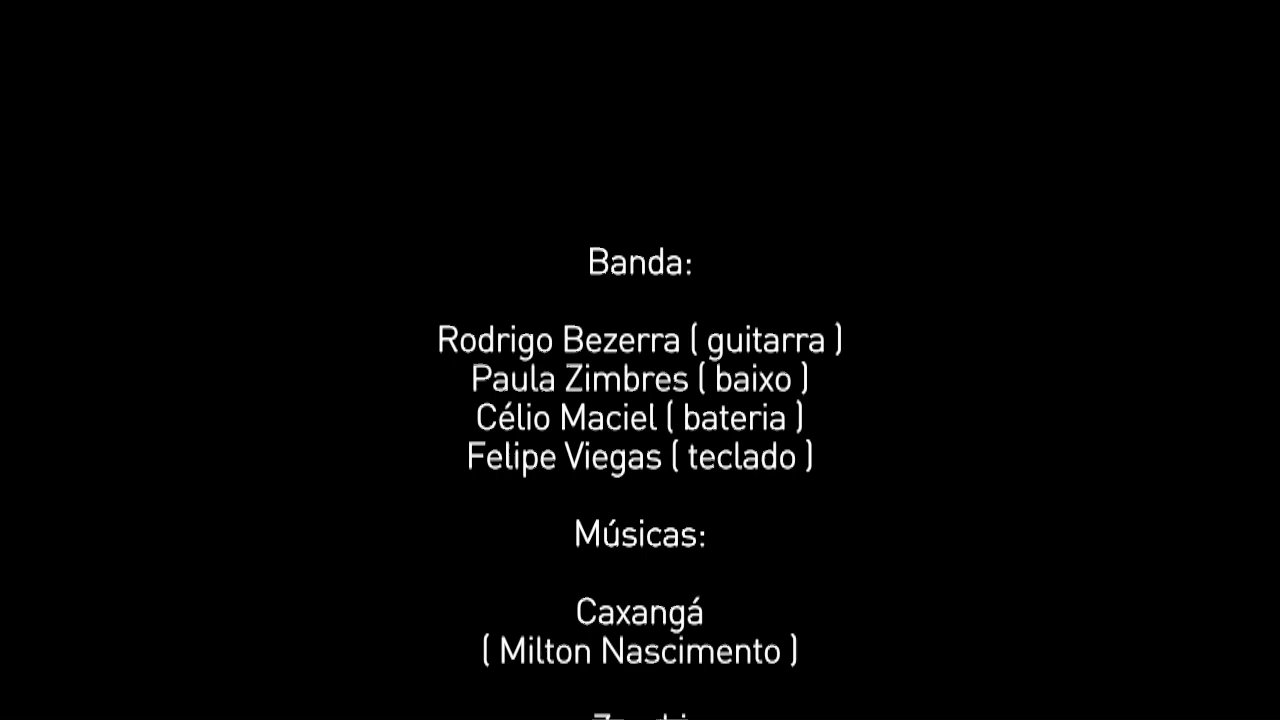 Banda:
Rodrigo Bezerra ( guitarra )
Paula Zimbres ( baixo )
Célio Maciel ( bateria )
Felipe Viegas ( teclado )
Músicas:
Caxangá
( Milton Nascimento )